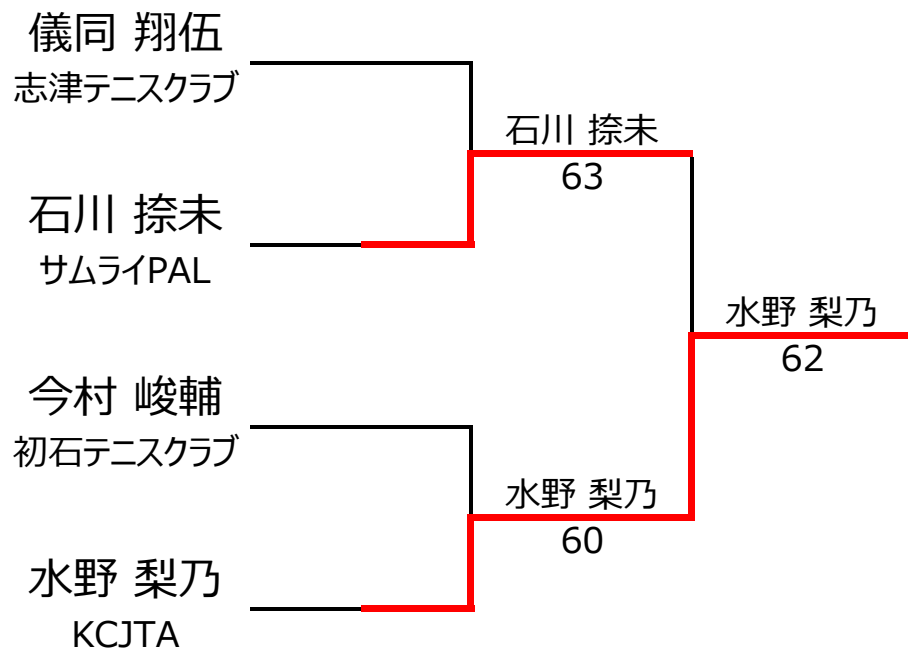 儀同 翔伍
志津テニスクラブ
石川 捺未
63
石川 捺未
サムライPAL
水野 梨乃
62
今村 峻輔
初石テニスクラブ
水野 梨乃
60
水野 梨乃
KCJTA